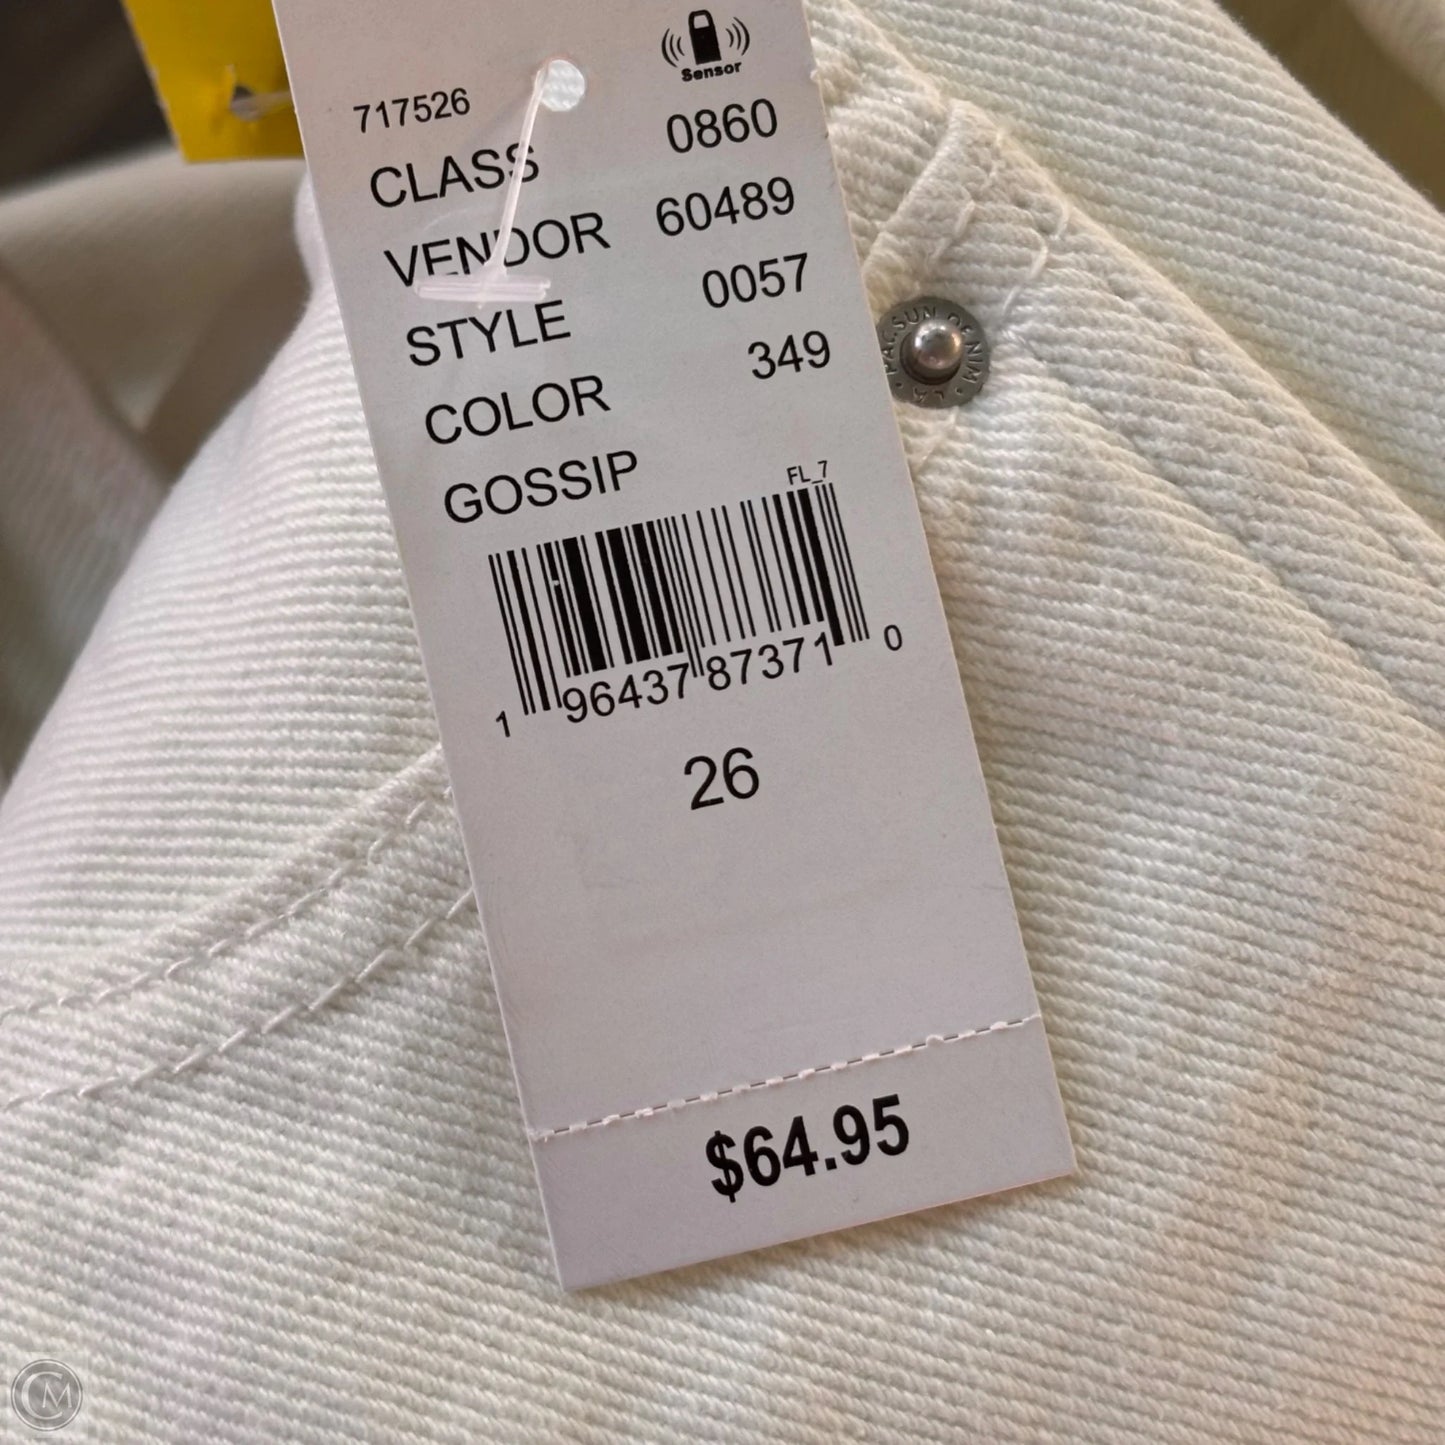 Sensor
717526
CLASS 0860
VENDOR 60489
STYLE 0057
COLOR 349
GOSSIP
FL_7
1 96437 87371 0
26
$64.95
PACSUN DENIM · LA ·
CM